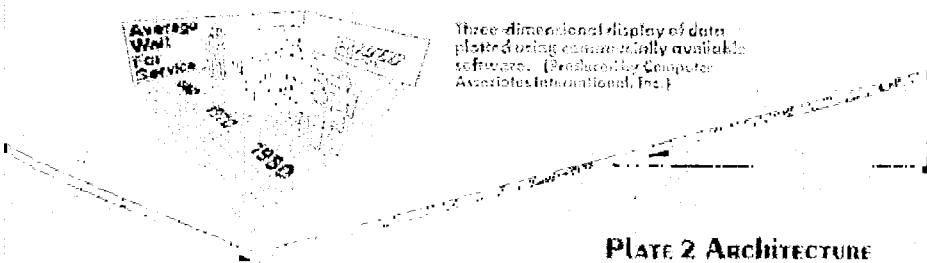 Average
Wait
For
Service
1980
Three-dimensional display of data
plotted using commercially available
software. (Produced by Computer
Associates International, Inc.)
PLATE 2 ARCHITECTURE